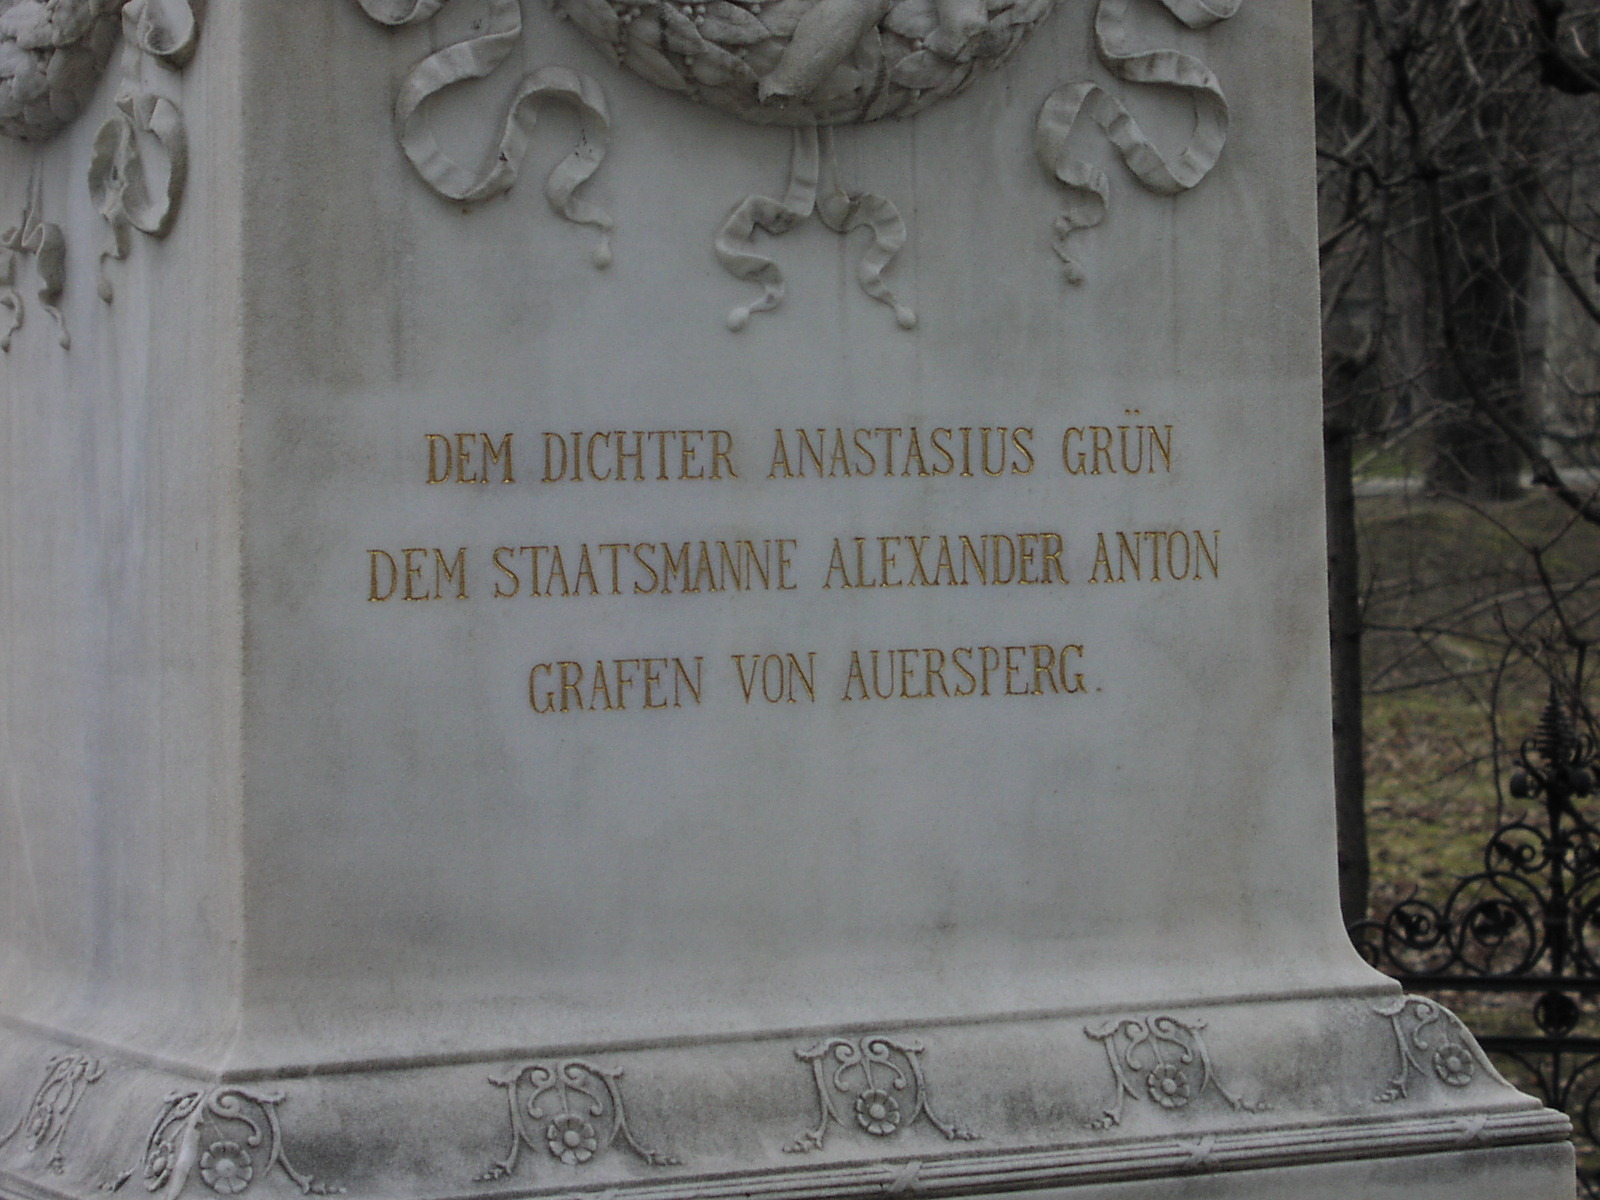 DEM DICHTER ANASTASIUS GRÜN
DEM STAATSMANNE ALEXANDER ANTON
GRAFEN VON AUERSPERG.